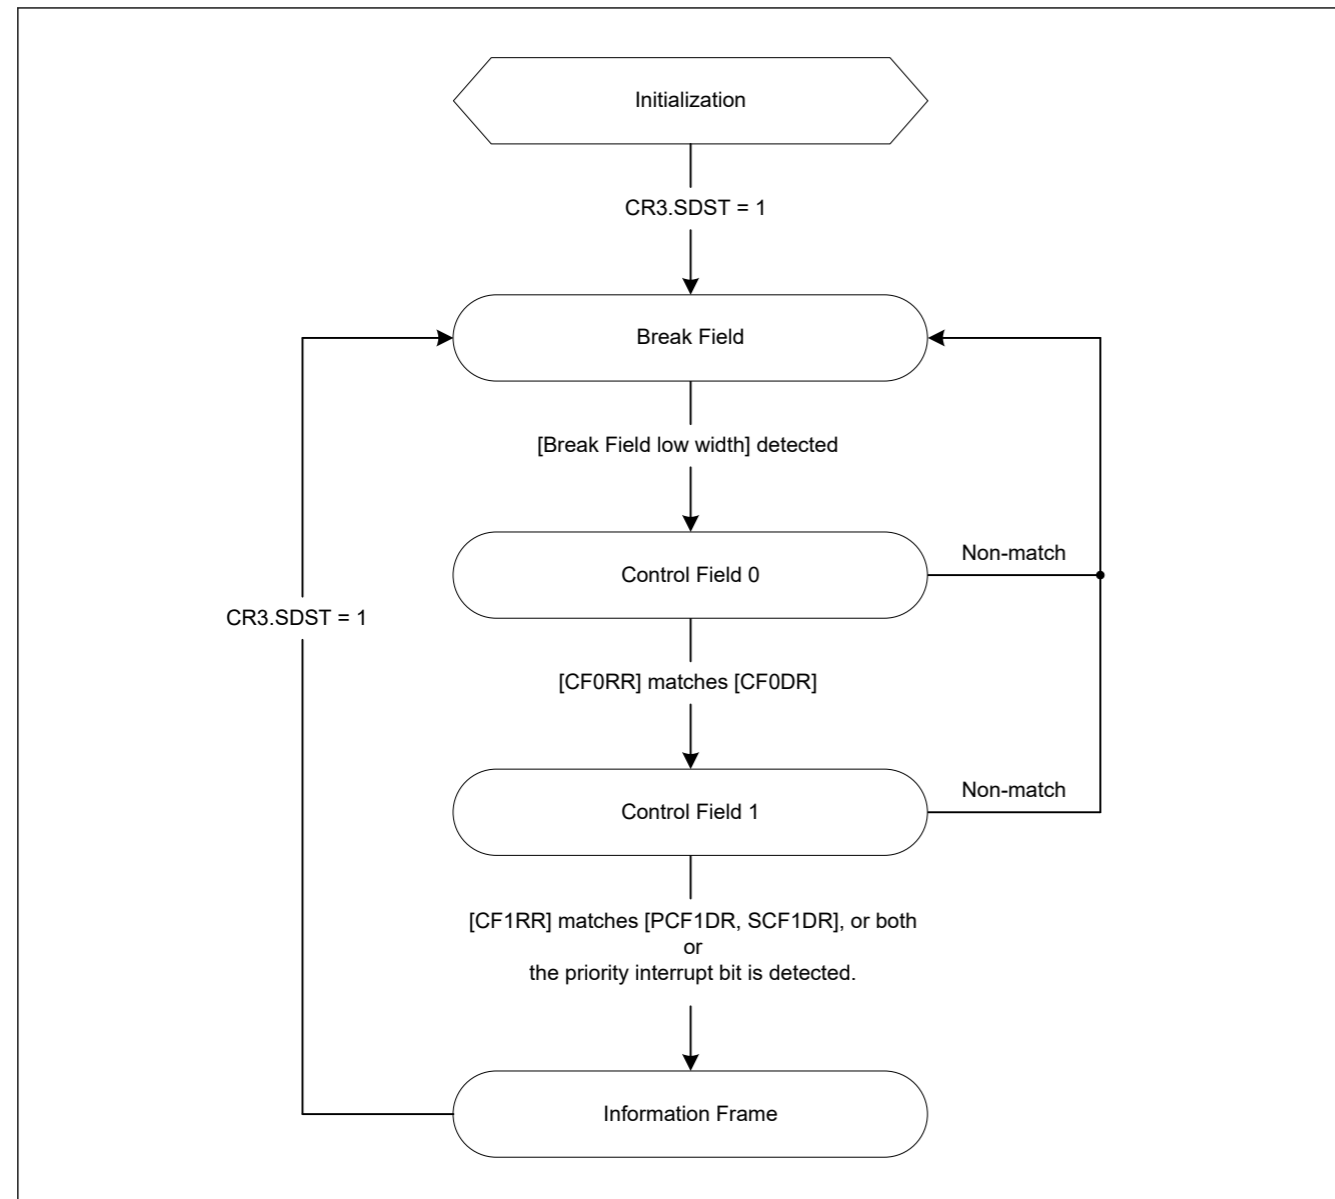 Initialization
CR3.SDST = 1
Break Field
[Break Field low width] detected
Non-match
Control Field 0
CR3.SDST = 1
[CF0RR] matches [CF0DR]
Non-match
Control Field 1
[CF1RR] matches [PCF1DR, SCF1DR], or both
or
the priority interrupt bit is detected.
Information Frame